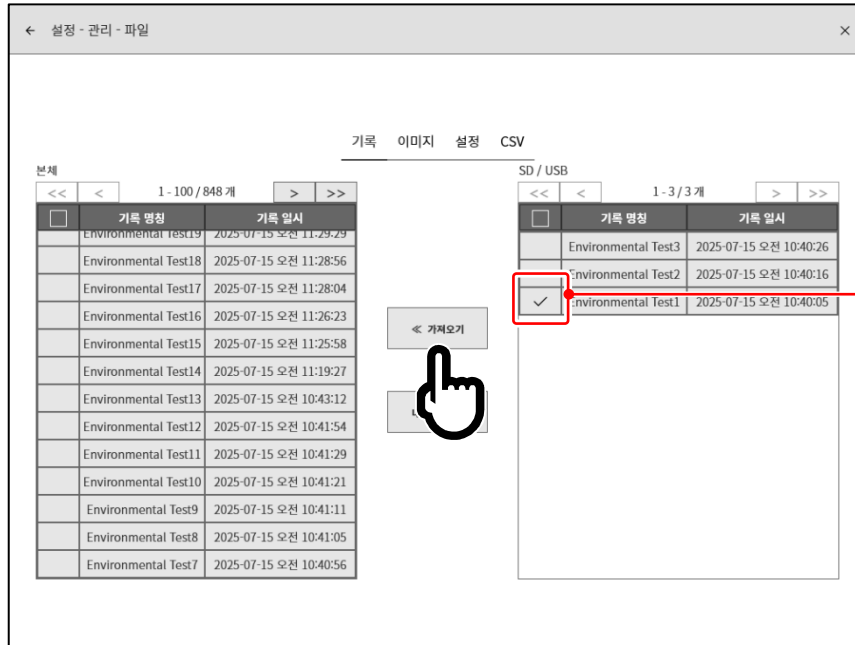 ← 설정 - 관리 - 파일 ×
기록 이미지 설정 CSV
본체
<< < 1 - 100 / 848 개 > >>
기록 명칭 기록 일시
Environmental Test19 2025-07-15 오전 11:29:29
Environmental Test18 2025-07-15 오전 11:28:56
Environmental Test17 2025-07-15 오전 11:28:04
Environmental Test16 2025-07-15 오전 11:26:23
Environmental Test15 2025-07-15 오전 11:25:58
Environmental Test14 2025-07-15 오전 11:19:27
Environmental Test13 2025-07-15 오전 10:43:12
Environmental Test12 2025-07-15 오전 10:41:54
Environmental Test11 2025-07-15 오전 10:41:29
Environmental Test10 2025-07-15 오전 10:41:21
Environmental Test9 2025-07-15 오전 10:41:11
Environmental Test8 2025-07-15 오전 10:41:05
Environmental Test7 2025-07-15 오전 10:40:56
≪ 가져오기
SD / USB
<< < 1 - 3 / 3 개 > >>
기록 명칭 기록 일시
Environmental Test3 2025-07-15 오전 10:40:26
Environmental Test2 2025-07-15 오전 10:40:16
✓ Environmental Test1 2025-07-15 오전 10:40:05